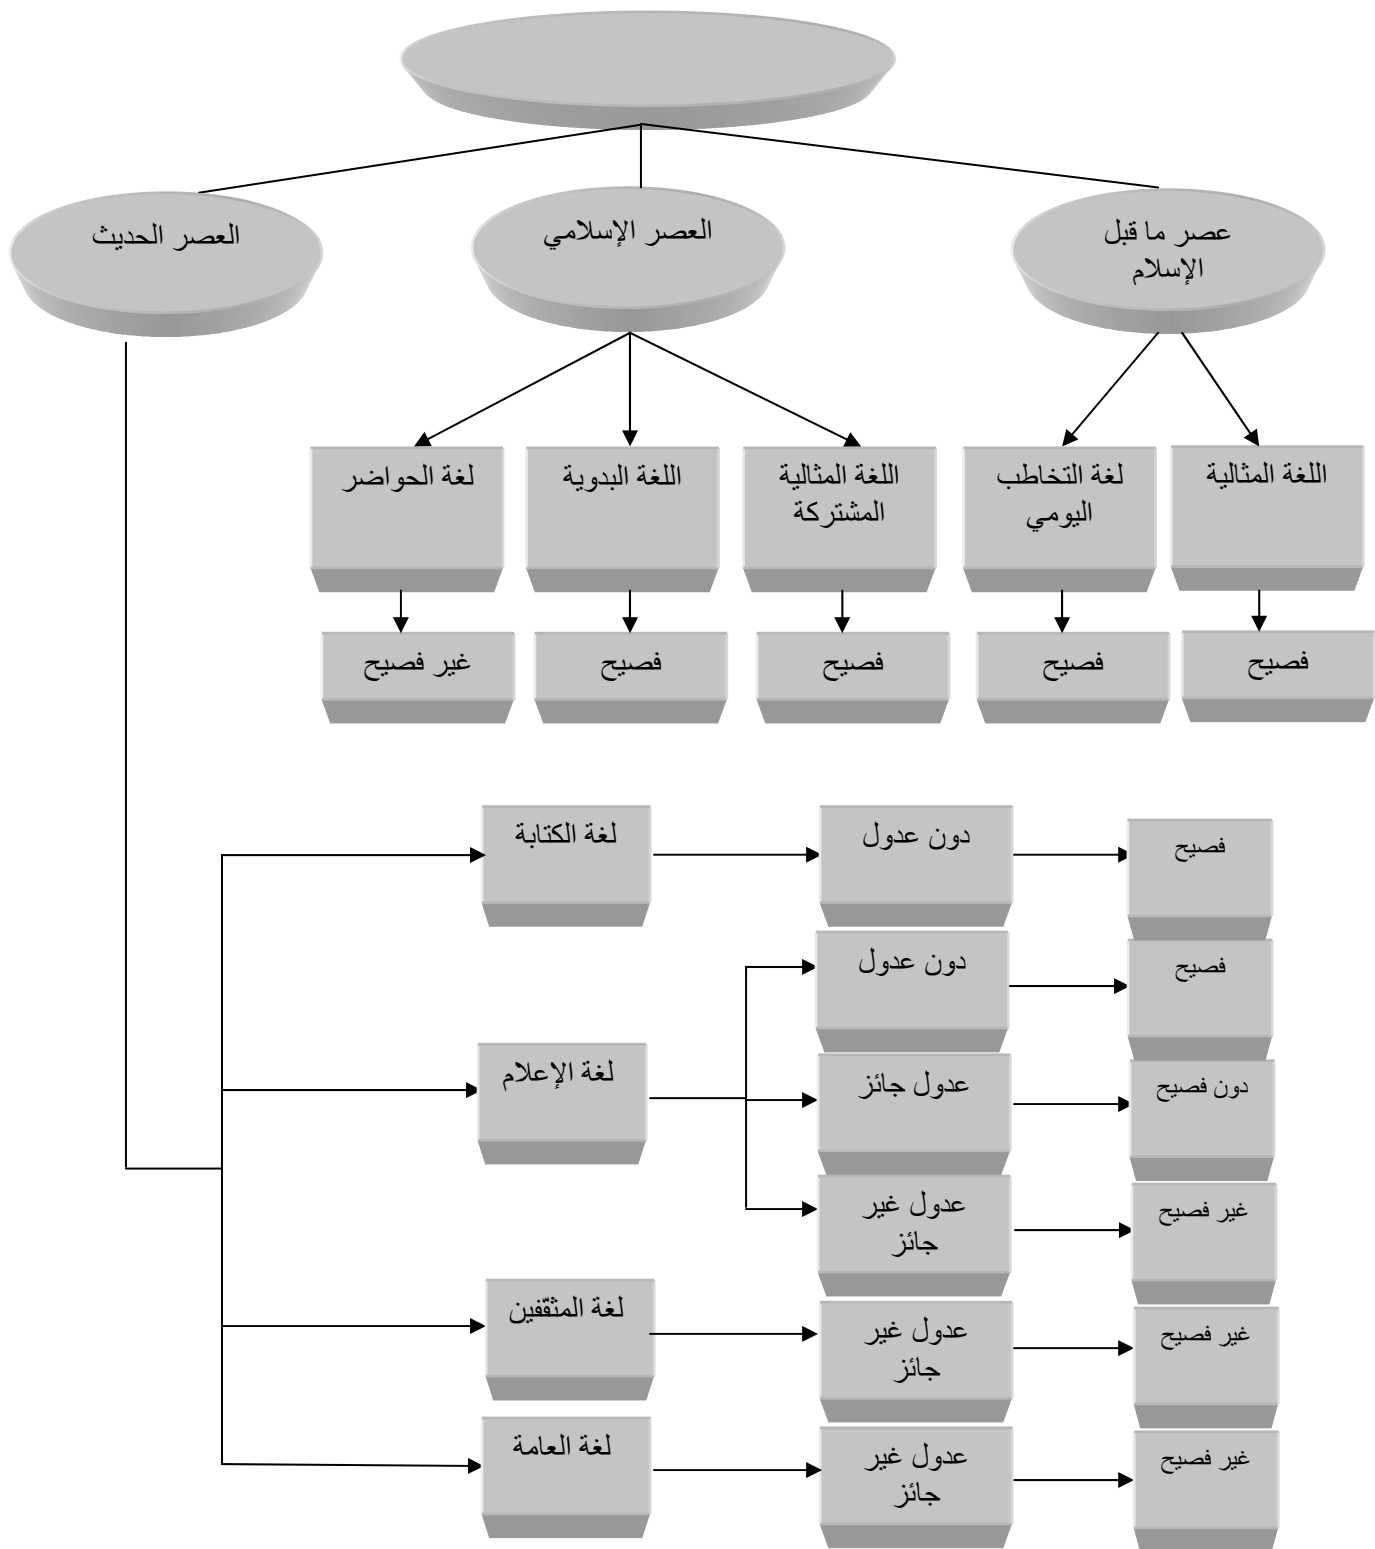 عصر ما قبل
الإسلام
العصر الإسلامي
العصر الحديث
اللغة المثالية
لغة التخاطب
اليومي
اللغة المثالية
المشتركة
اللغة البدوية
لغة الحواضر
فصيح
فصيح
فصيح
فصيح
غير فصيح
لغة الكتابة
دون عدول
فصيح
لغة الإعلام
دون عدول
فصيح
عدول جائز
دون فصيح
عدول غير
جائز
غير فصيح
لغة المثقّفين
عدول غير
جائز
غير فصيح
لغة العامة
عدول غير
جائز
غير فصيح